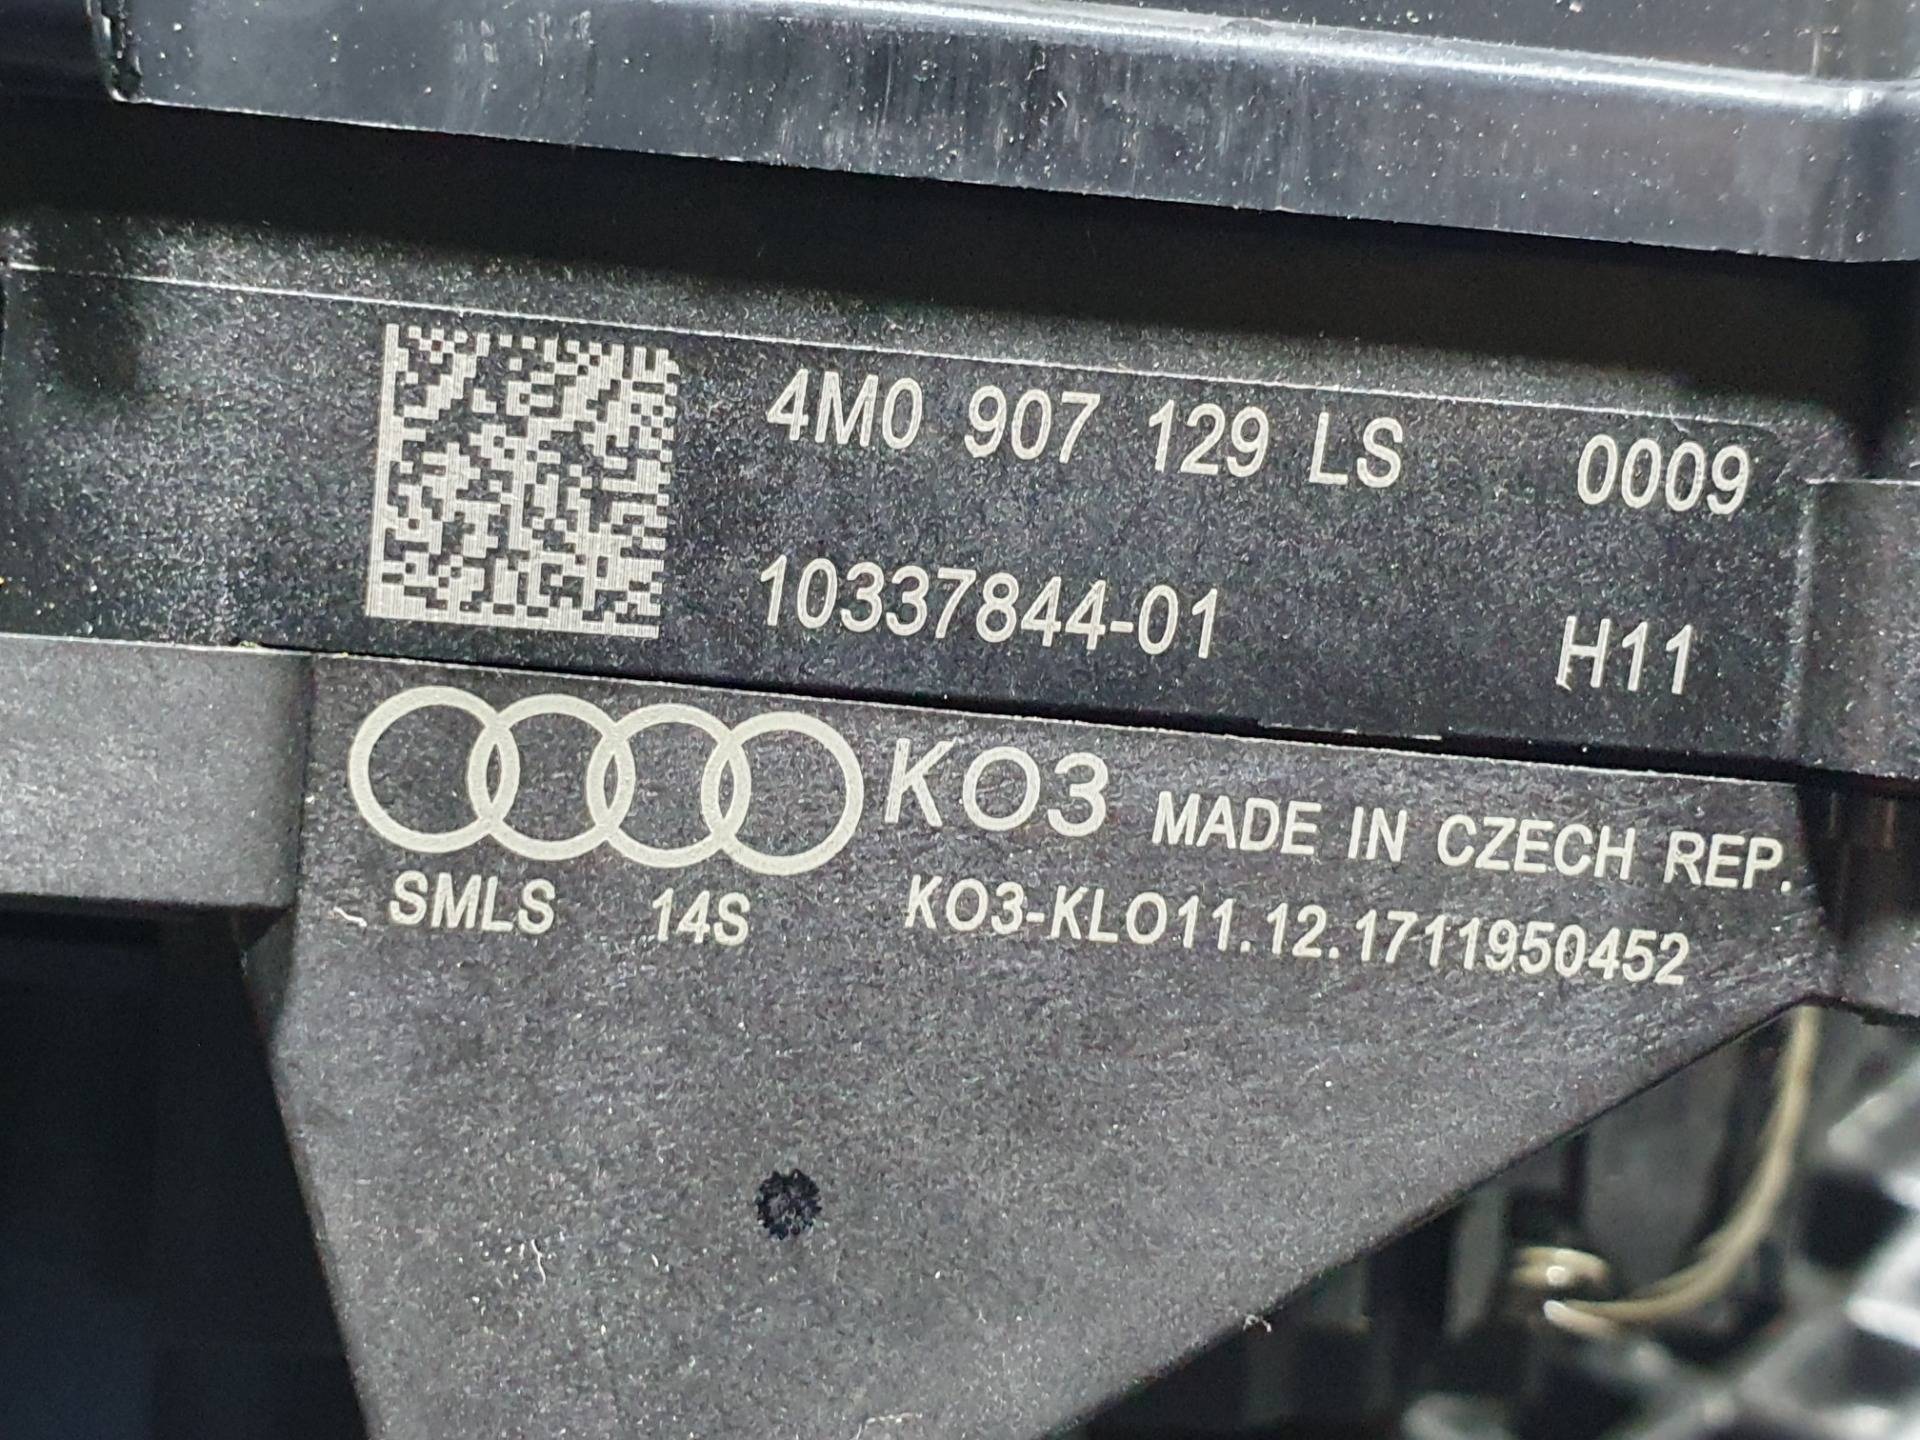 4M0 907 129 LS 0009
10337844-01 H11
KO3 MADE IN CZECH REP.
SMLS 14S KO3-KLO11.12.1711950452